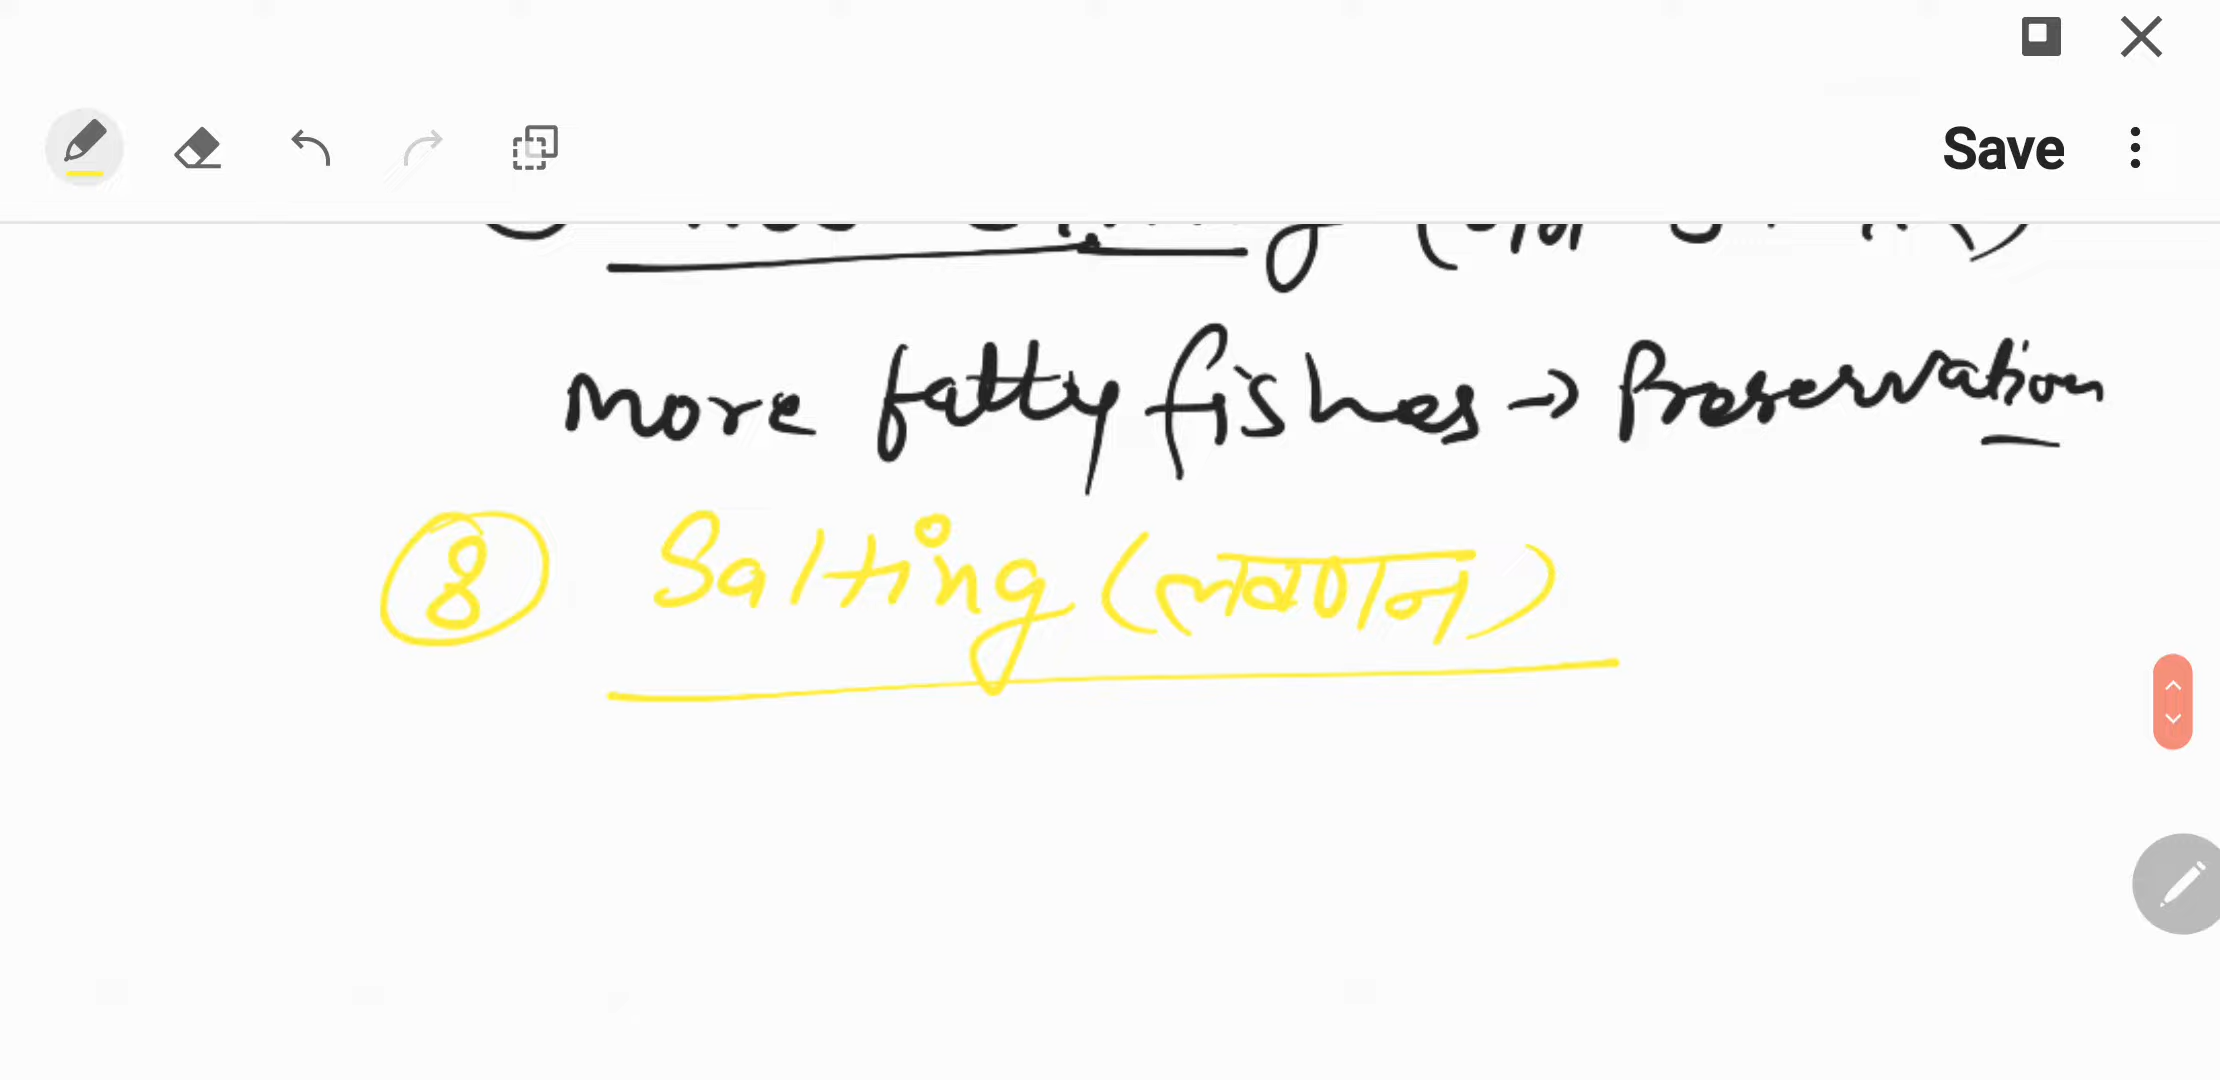 Save
more fatty fishes → Preservation
8 Salting (लवणन)